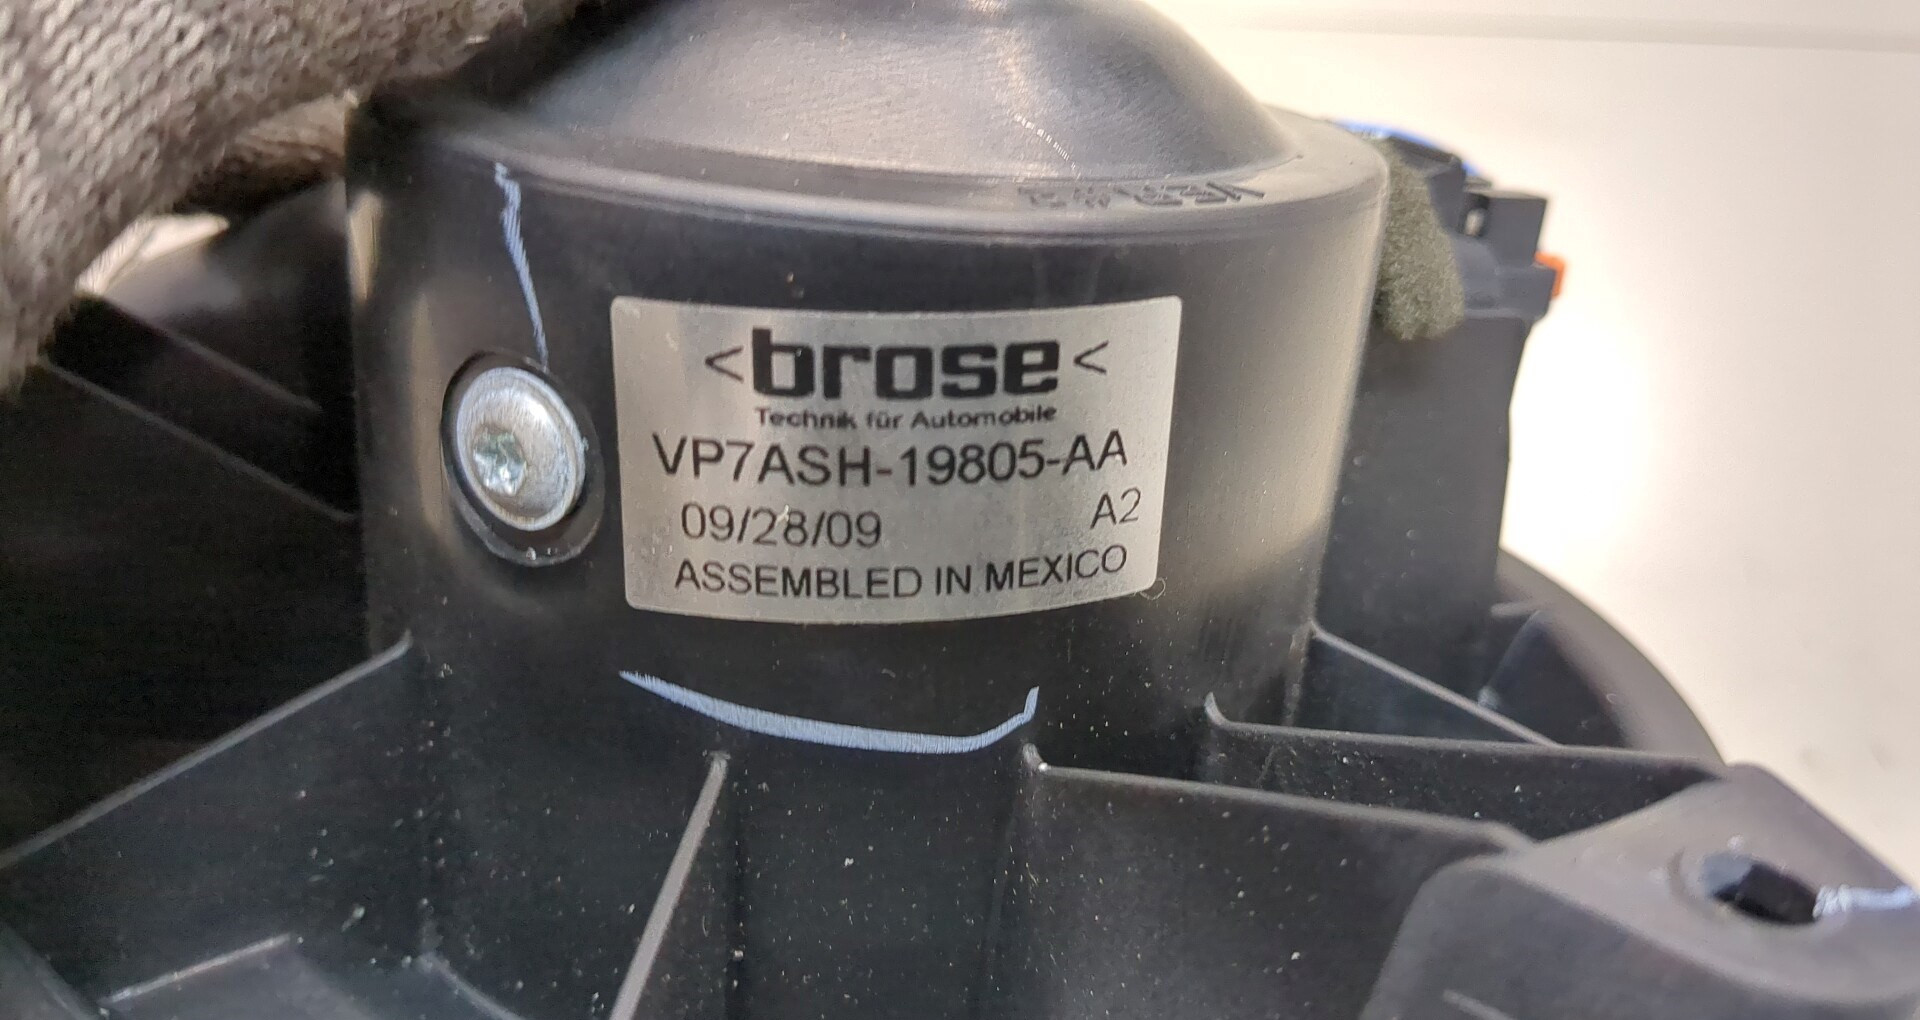 <brose<
Technik für Automobile
VP7ASH-19805-AA
09/28/09 A2
ASSEMBLED IN MEXICO